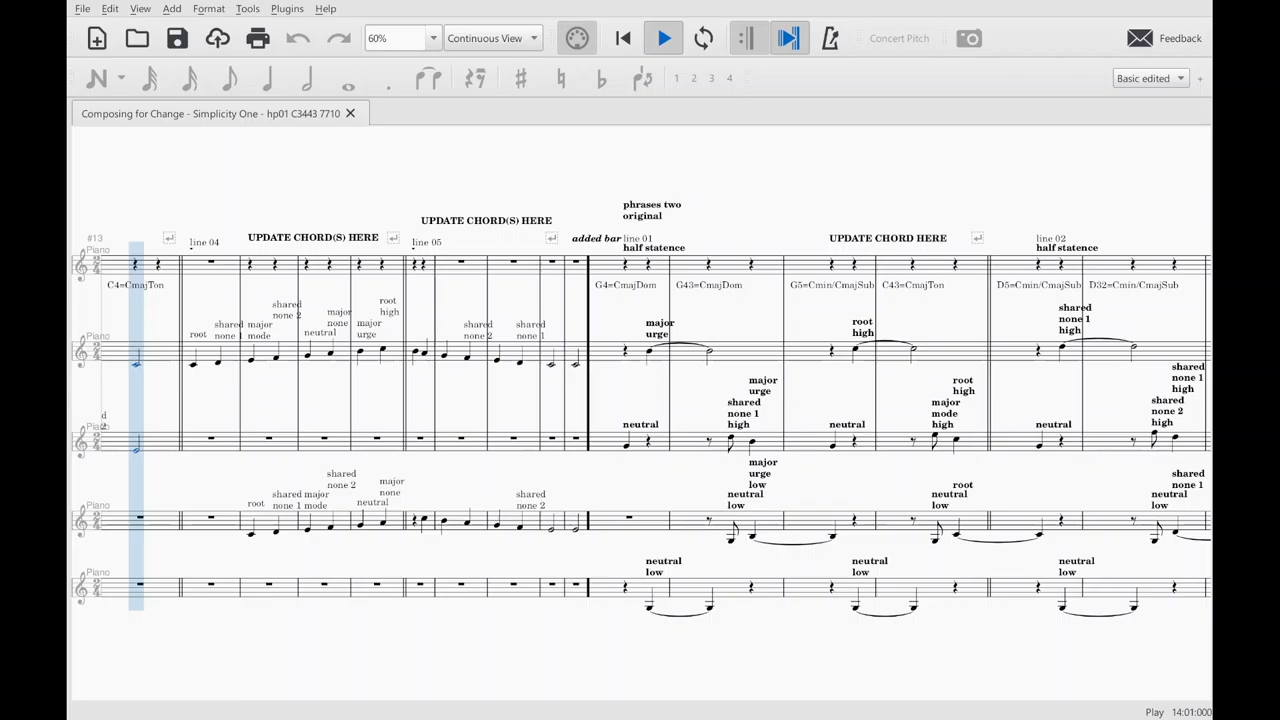 File Edit View Add Format Tools Plugins Help
60% Continuous View Concert Pitch Feedback
1 2 3 4 Basic edited +
Composing for Change - Simplicity One - hp01 C3443 7710
phrases two
original
UPDATE CHORD(S) HERE
#13 line 04 UPDATE CHORD(S) HERE line 05 added bar line 01 UPDATE CHORD HERE line 02
half statence half statence
Piano
C4=CmajTon G4=CmajDom G43=CmajDom G5=Cmin/CmajSub C43=CmajTon D5=Cmin/CmajSub D32=Cmin/CmajSub
root
shared
none 1
major
mode
shared
none 2
neutral
major
none
major
urge
root
high
shared
none 2
shared
none 1
major
urge
root
high
shared
none 1
high
Piano
d
2
Piano
neutral
shared
none 1
high
major
urge
neutral
major
mode
high
root
high
neutral
shared
none 2
high
shared
none 1
high
Piano
root
shared
none 1
major
mode
shared
none 2
neutral
major
none
shared
none 2
neutral
low
major
urge
low
neutral
low
root
neutral
low
shared
none 1
Piano
neutral
low
neutral
low
neutral
low
Play 14:01:000